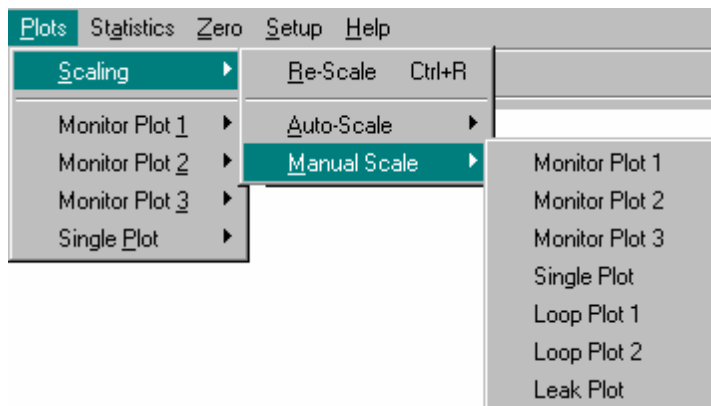 Plots Statistics Zero Setup Help
Scaling
Monitor Plot 1
Monitor Plot 2
Monitor Plot 3
Single Plot
Re-Scale Ctrl+R
Auto-Scale
Manual Scale
Monitor Plot 1
Monitor Plot 2
Monitor Plot 3
Single Plot
Loop Plot 1
Loop Plot 2
Leak Plot